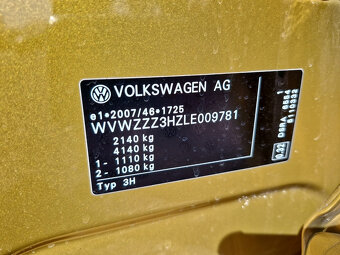 VOLKSWAGEN AG
e1*2007/46*1725
WVWZZZ3HZLE009781
2140 kg
4140 kg
1- 1110 kg
2- 1080 kg
Typ 3H